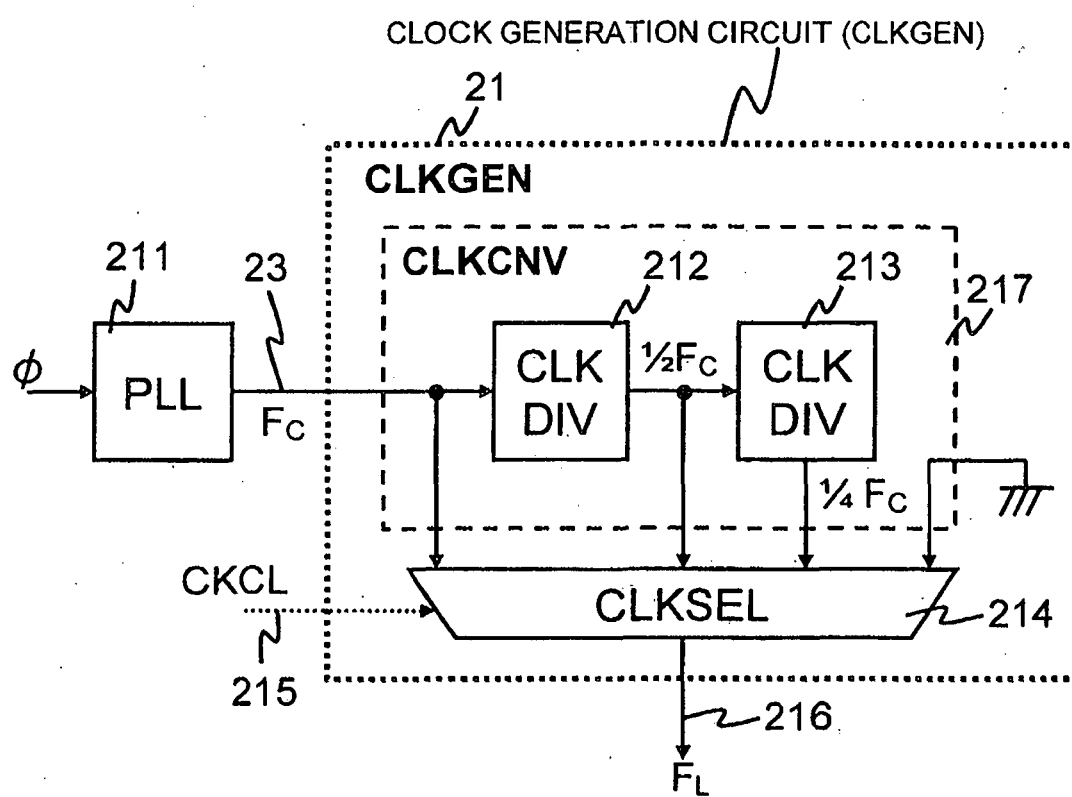 CLOCK GENERATION CIRCUIT (CLKGEN)
21
CLKGEN
211
23
CLKCNV
212
213
217
ϕ
PLL
FC
CLK
DIV
½FC
CLK
DIV
¼ FC
CKCL
CLKSEL
214
215
216
FL